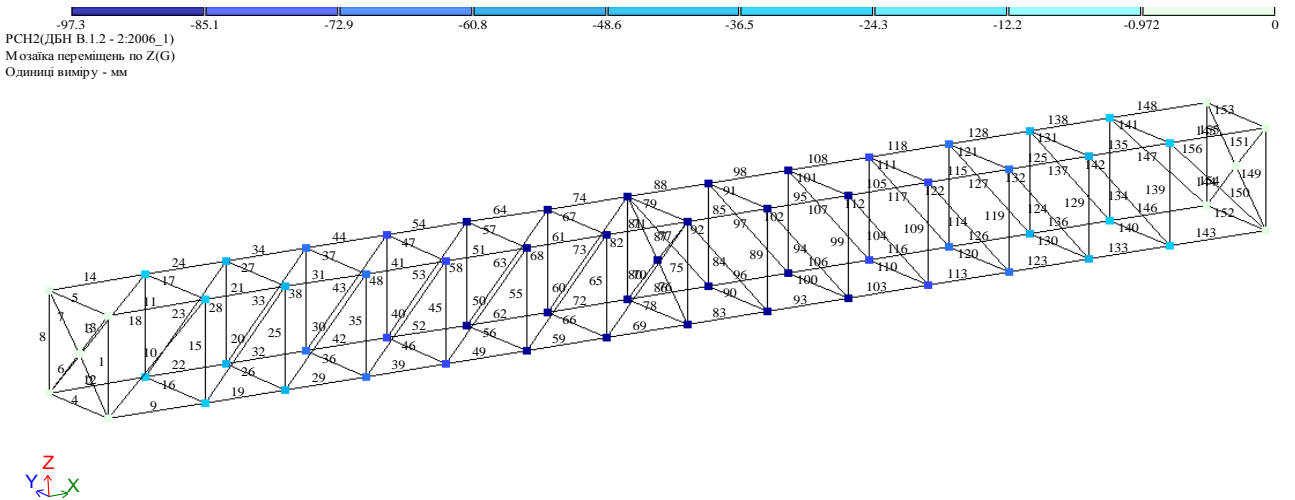 -97.3 -85.1 -72.9 -60.8 -48.6 -36.5 -24.3 -12.2 -0.972 0
РСН2(ДБН В.1.2 - 2:2006_1)
Мозаїка переміщень по Z(G)
Одиниці виміру - мм
148 153
138 141
128 131 135 156 151
118 121 125 147
108 111 115 137 142 149
98 101 105 127 132
88 91 95 117 122 139 150
74 79 85 107 112 134 152
64 67 97 102 129 146
54 57 61 92 119 124 136 140 143
44 47 51 82 109 114 130 133
34 37 41 63 68 73 99 104 116 120 126
24 27 31 53 58 75 89 94 110 123
14 17 21 43 48 65 84 96 106 113
5 11 33 38 55 60 72 90 100 103
7 18 23 28 45 50 62 78 93
8 1 25 30 35 40 52 66 69 83
6 10 15 20 32 42 46 56 59
4 16 22 26 36 39 49
9 19 29
Z
Y X